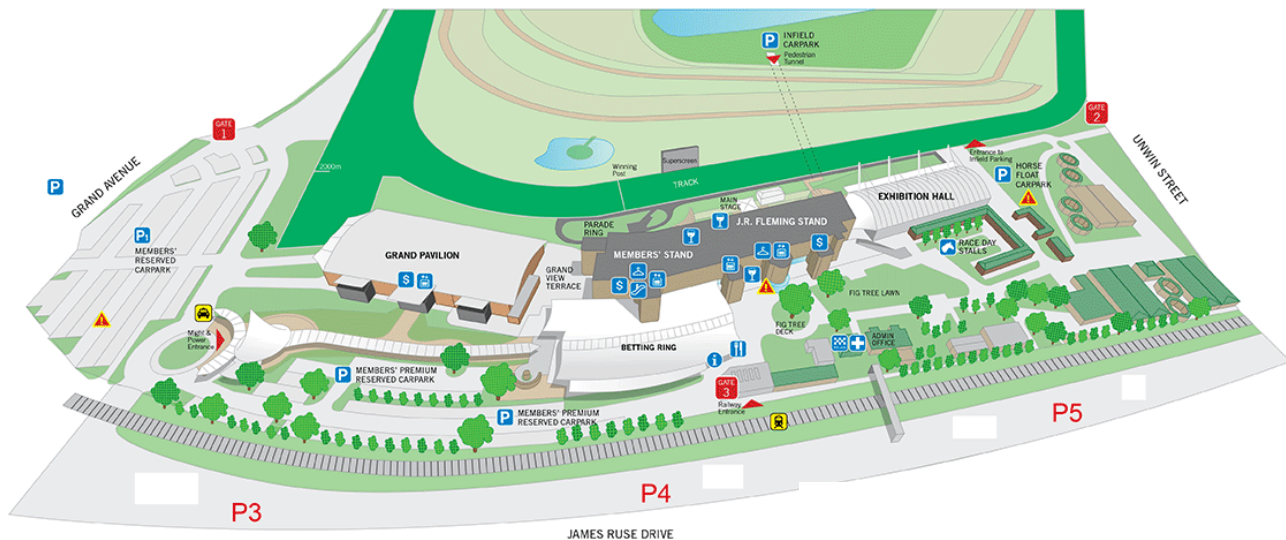 P
INFIELD
CARPARK
Pedestrian
Tunnel
GATE
1
GATE
2
GRAND AVENUE
P
UNWIN STREET
2000m
Winning
Post
Superscreen
TRACK
Entrance to
Infield Parking
P
HORSE
FLOAT
CARPARK
EXHIBITION HALL
MAIN
STAGE
J.R. FLEMING STAND
PARADE
RING
P
MEMBERS'
RESERVED
CARPARK
GRAND PAVILION
$
MEMBERS' STAND
$
$
RACE DAY
STALLS
GRAND
VIEW
TERRACE
FIG TREE LAWN
FIG TREE
DECK
ADMIN
OFFICE
Might &
Power
Entrance
BETTING RING
i
P
MEMBERS' PREMIUM
RESERVED CARPARK
GATE
3
Railway
Entrance
P
MEMBERS' PREMIUM
RESERVED CARPARK
P3
P4
P5
JAMES RUSE DRIVE